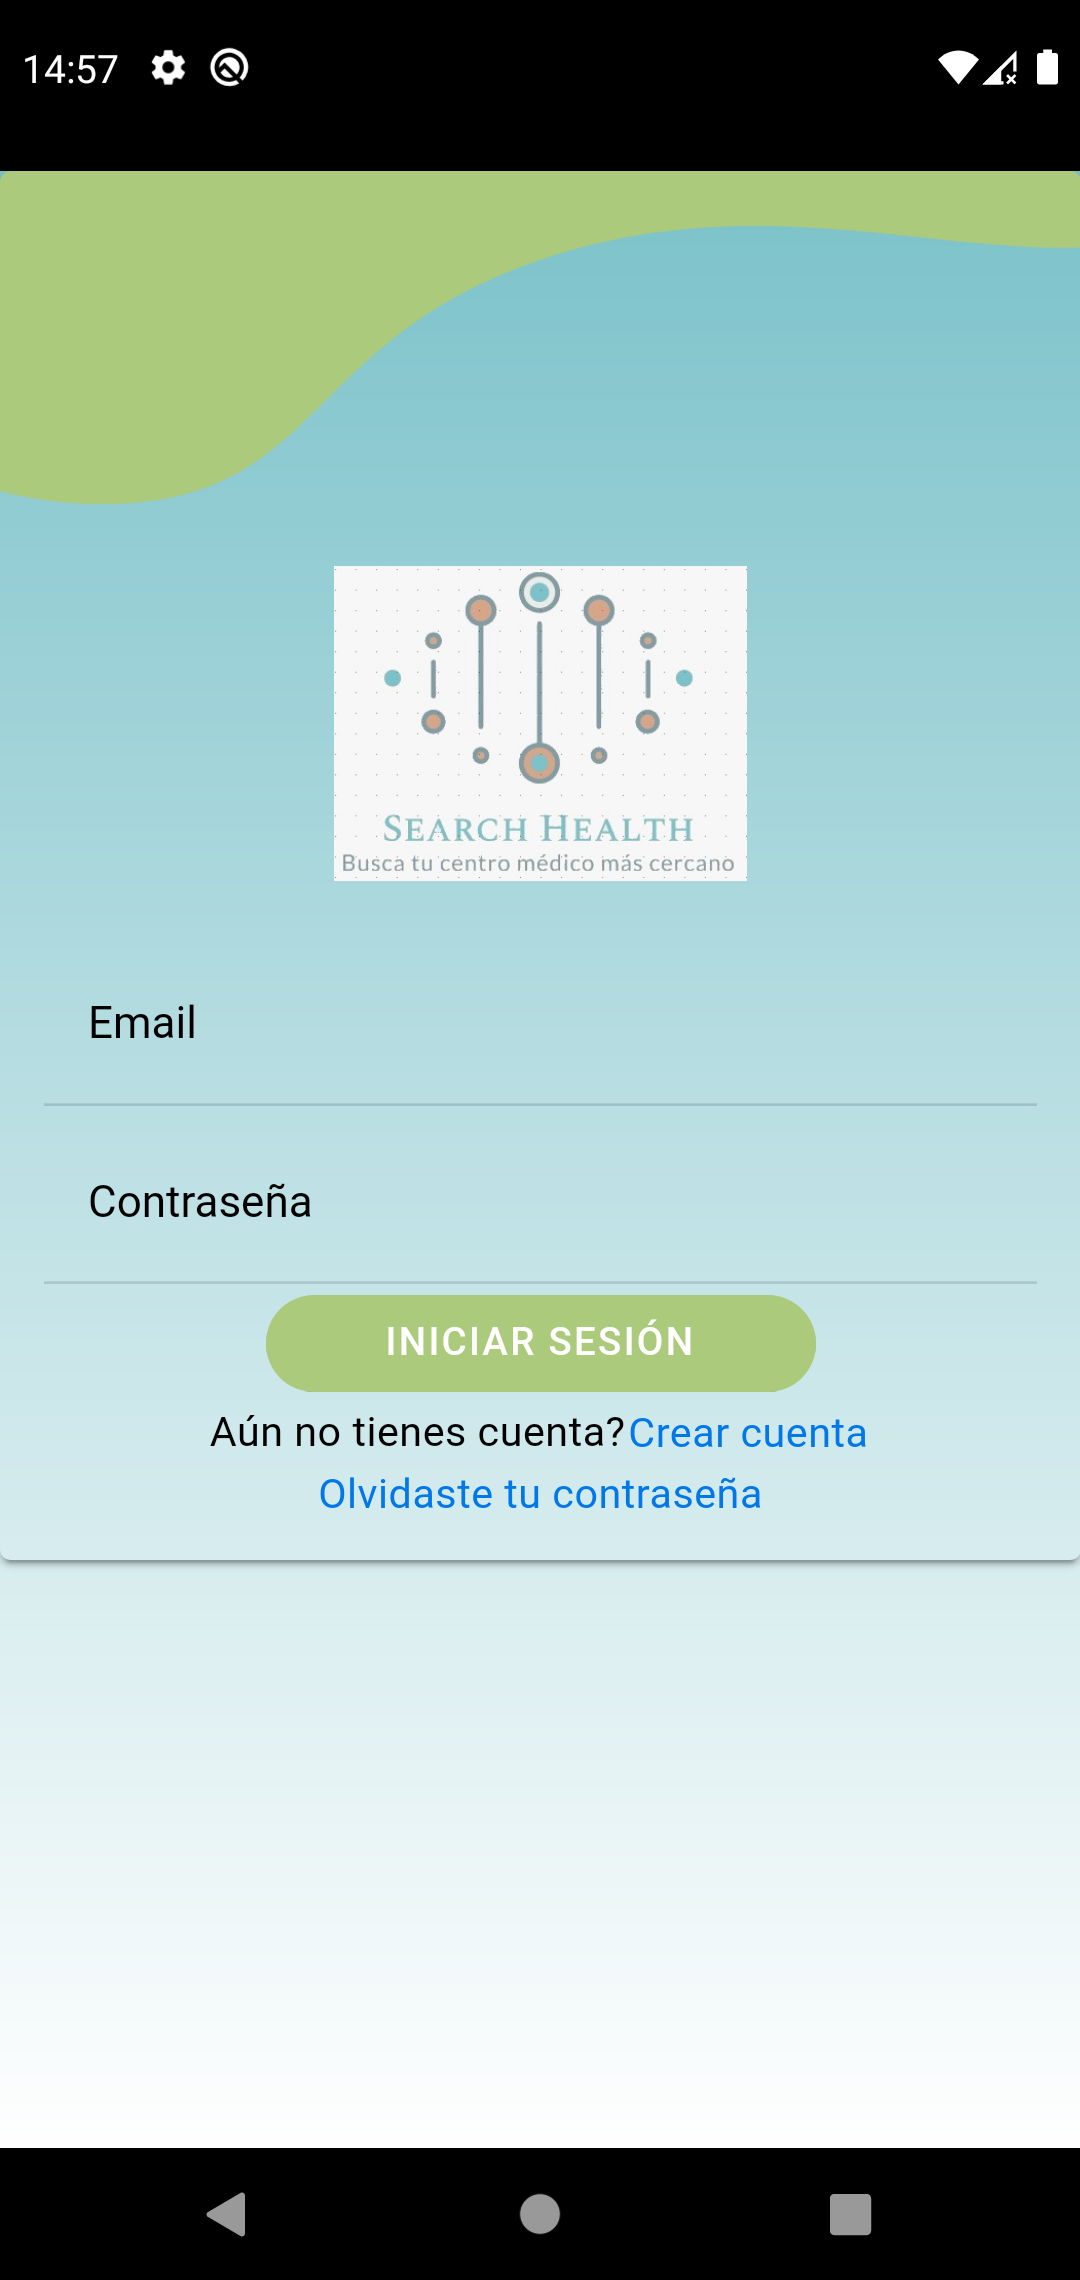 14:57
Search Health
Busca tu centro médico más cercano
Email
Contraseña
INICIAR SESIÓN
Aún no tienes cuenta? Crear cuenta
Olvidaste tu contraseña